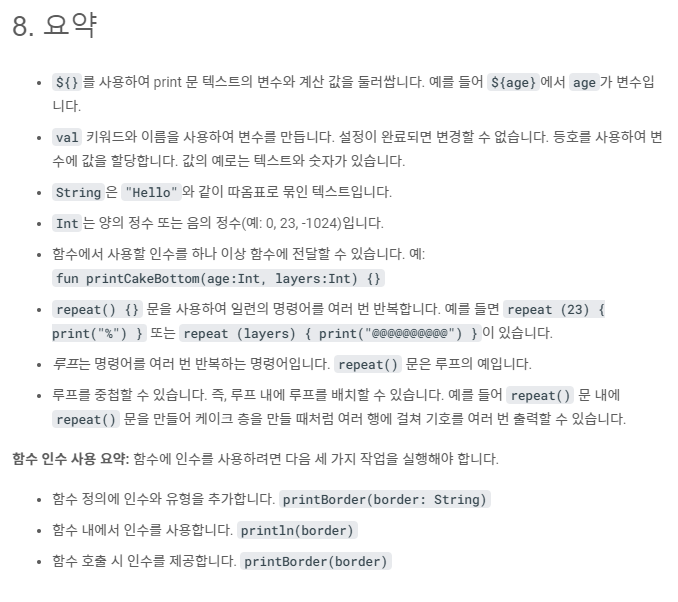 8. 요약
${}를 사용하여 print 문 텍스트의 변수와 계산 값을 둘러쌉니다. 예를 들어 ${age}에서 age가 변수입
니다.
val 키워드와 이름을 사용하여 변수를 만듭니다. 설정이 완료되면 변경할 수 없습니다. 등호를 사용하여 변
수에 값을 할당합니다. 값의 예로는 텍스트와 숫자가 있습니다.
String은 "Hello"와 같이 따옴표로 묶인 텍스트입니다.
Int는 양의 정수 또는 음의 정수(예: 0, 23, -1024)입니다.
함수에서 사용할 인수를 하나 이상 함수에 전달할 수 있습니다. 예:
fun printCakeBottom(age:Int, layers:Int) {}
repeat() {} 문을 사용하여 일련의 명령어를 여러 번 반복합니다. 예를 들면 repeat (23) {
print("%") } 또는 repeat (layers) { print("@@@@@@@@@@") }이 있습니다.
루프는 명령어를 여러 번 반복하는 명령어입니다. repeat() 문은 루프의 예입니다.
루프를 중첩할 수 있습니다. 즉, 루프 내에 루프를 배치할 수 있습니다. 예를 들어 repeat() 문 내에
repeat() 문을 만들어 케이크 층을 만들 때처럼 여러 행에 걸쳐 기호를 여러 번 출력할 수 있습니다.
함수 인수 사용 요약: 함수에 인수를 사용하려면 다음 세 가지 작업을 실행해야 합니다.
함수 정의에 인수와 유형을 추가합니다. printBorder(border: String)
함수 내에서 인수를 사용합니다. println(border)
함수 호출 시 인수를 제공합니다. printBorder(border)